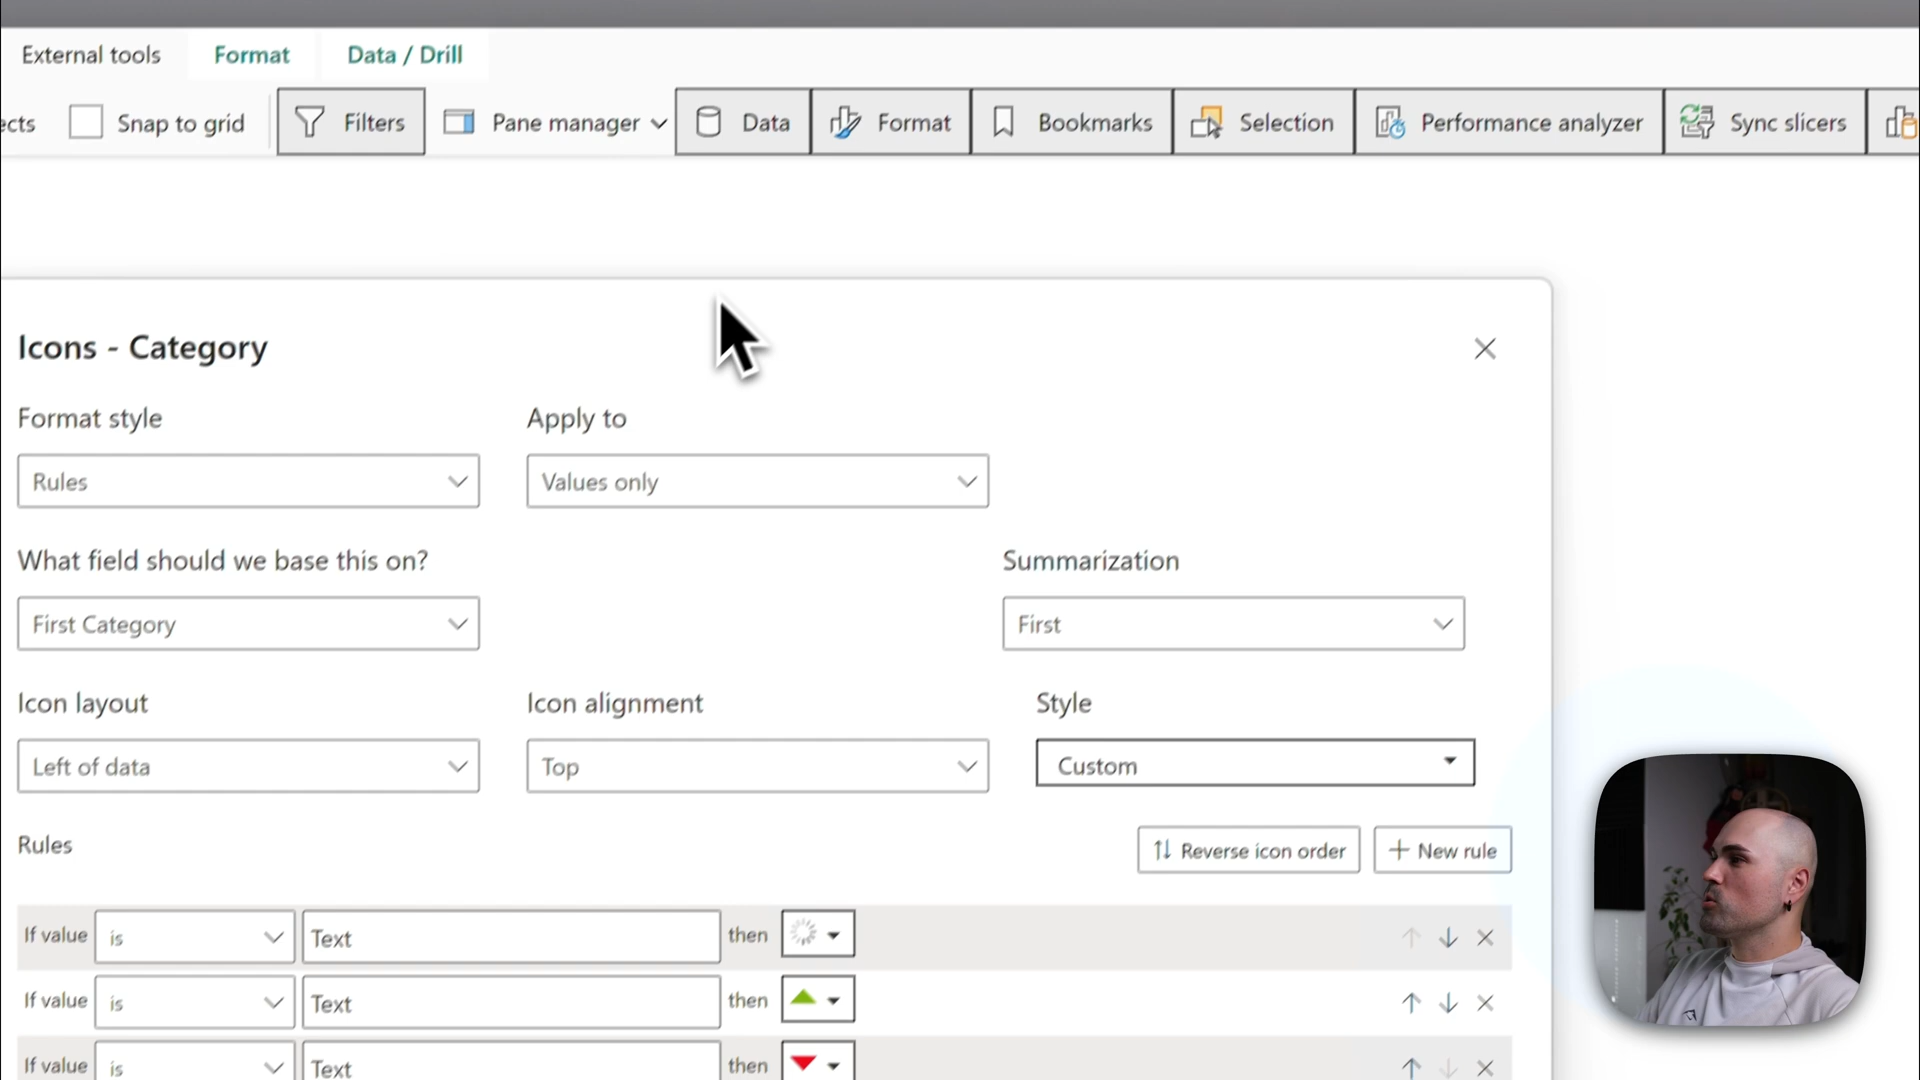 External tools Format Data / Drill
ects Snap to grid Filters Pane manager Data Format Bookmarks Selection Performance analyzer Sync slicers
Icons - Category
Format style Apply to
Rules Values only
What field should we base this on? Summarization
First Category First
Icon layout Icon alignment Style
Left of data Top Custom
Rules Reverse icon order New rule
If value is Text then
If value is Text then
If value is Text then